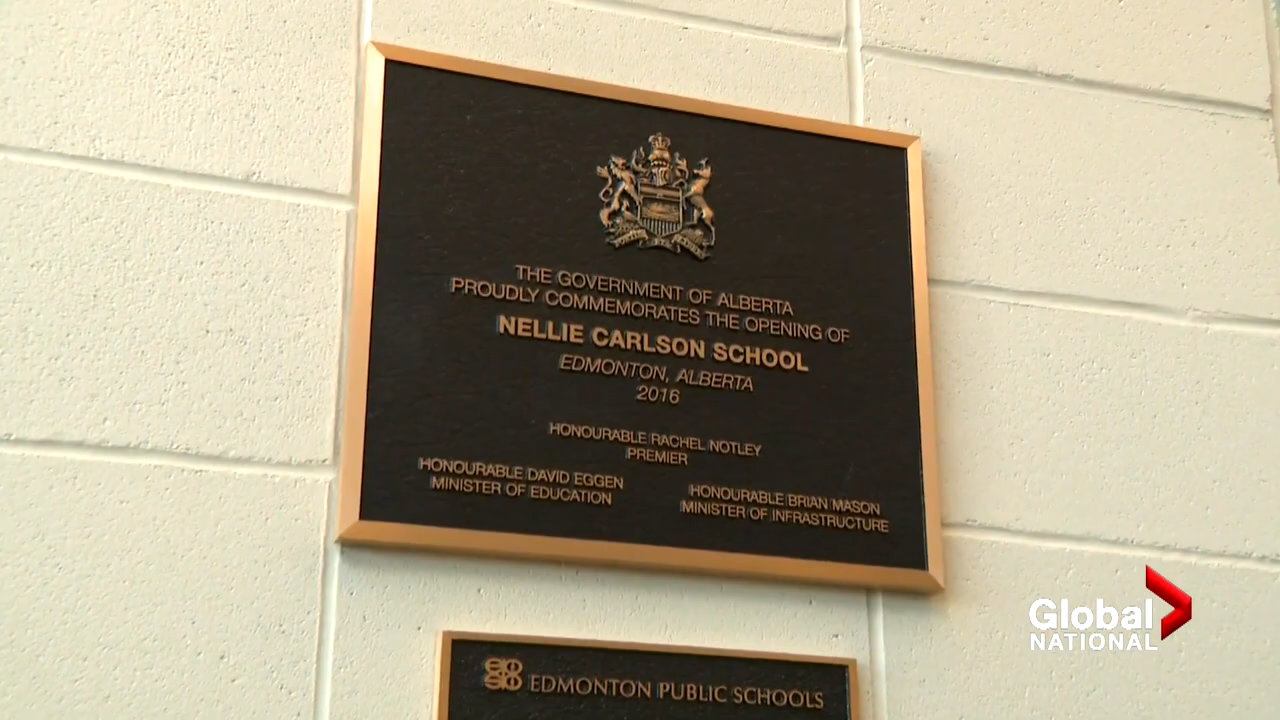 THE GOVERNMENT OF ALBERTA
PROUDLY COMMEMORATES THE OPENING OF
NELLIE CARLSON SCHOOL
EDMONTON, ALBERTA
2016
HONOURABLE RACHEL NOTLEY
PREMIER
HONOURABLE DAVID EGGEN
MINISTER OF EDUCATION
HONOURABLE BRIAN MASON
MINISTER OF INFRASTRUCTURE
EDMONTON PUBLIC SCHOOLS
Global
NATIONAL